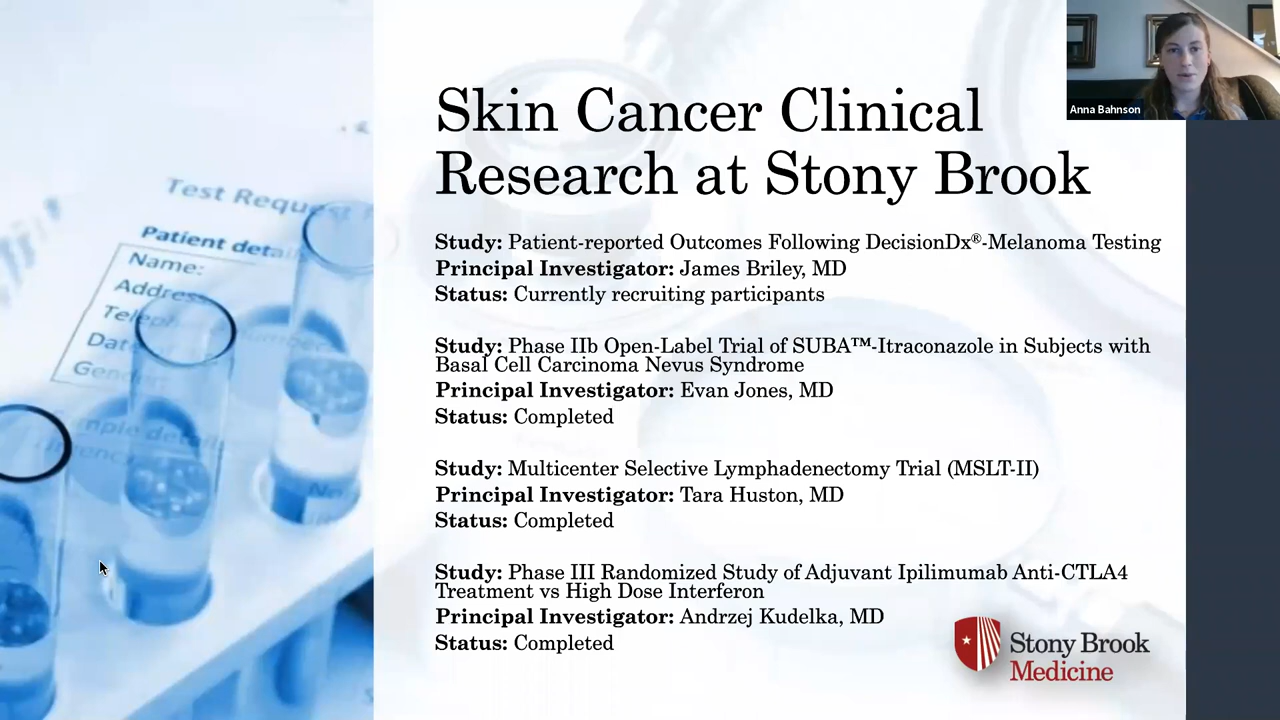 Skin Cancer Clinical
Research at Stony Brook
Anna Bahnson
Study: Patient-reported Outcomes Following DecisionDx®-Melanoma Testing
Principal Investigator: James Briley, MD
Status: Currently recruiting participants
Study: Phase IIb Open-Label Trial of SUBA™-Itraconazole in Subjects with
Basal Cell Carcinoma Nevus Syndrome
Principal Investigator: Evan Jones, MD
Status: Completed
Study: Multicenter Selective Lymphadenectomy Trial (MSLT-II)
Principal Investigator: Tara Huston, MD
Status: Completed
Study: Phase III Randomized Study of Adjuvant Ipilimumab Anti-CTLA4
Treatment vs High Dose Interferon
Principal Investigator: Andrzej Kudelka, MD
Status: Completed
Stony Brook
Medicine
Test Request
Patient details
Name:
Address
Date
Gender: